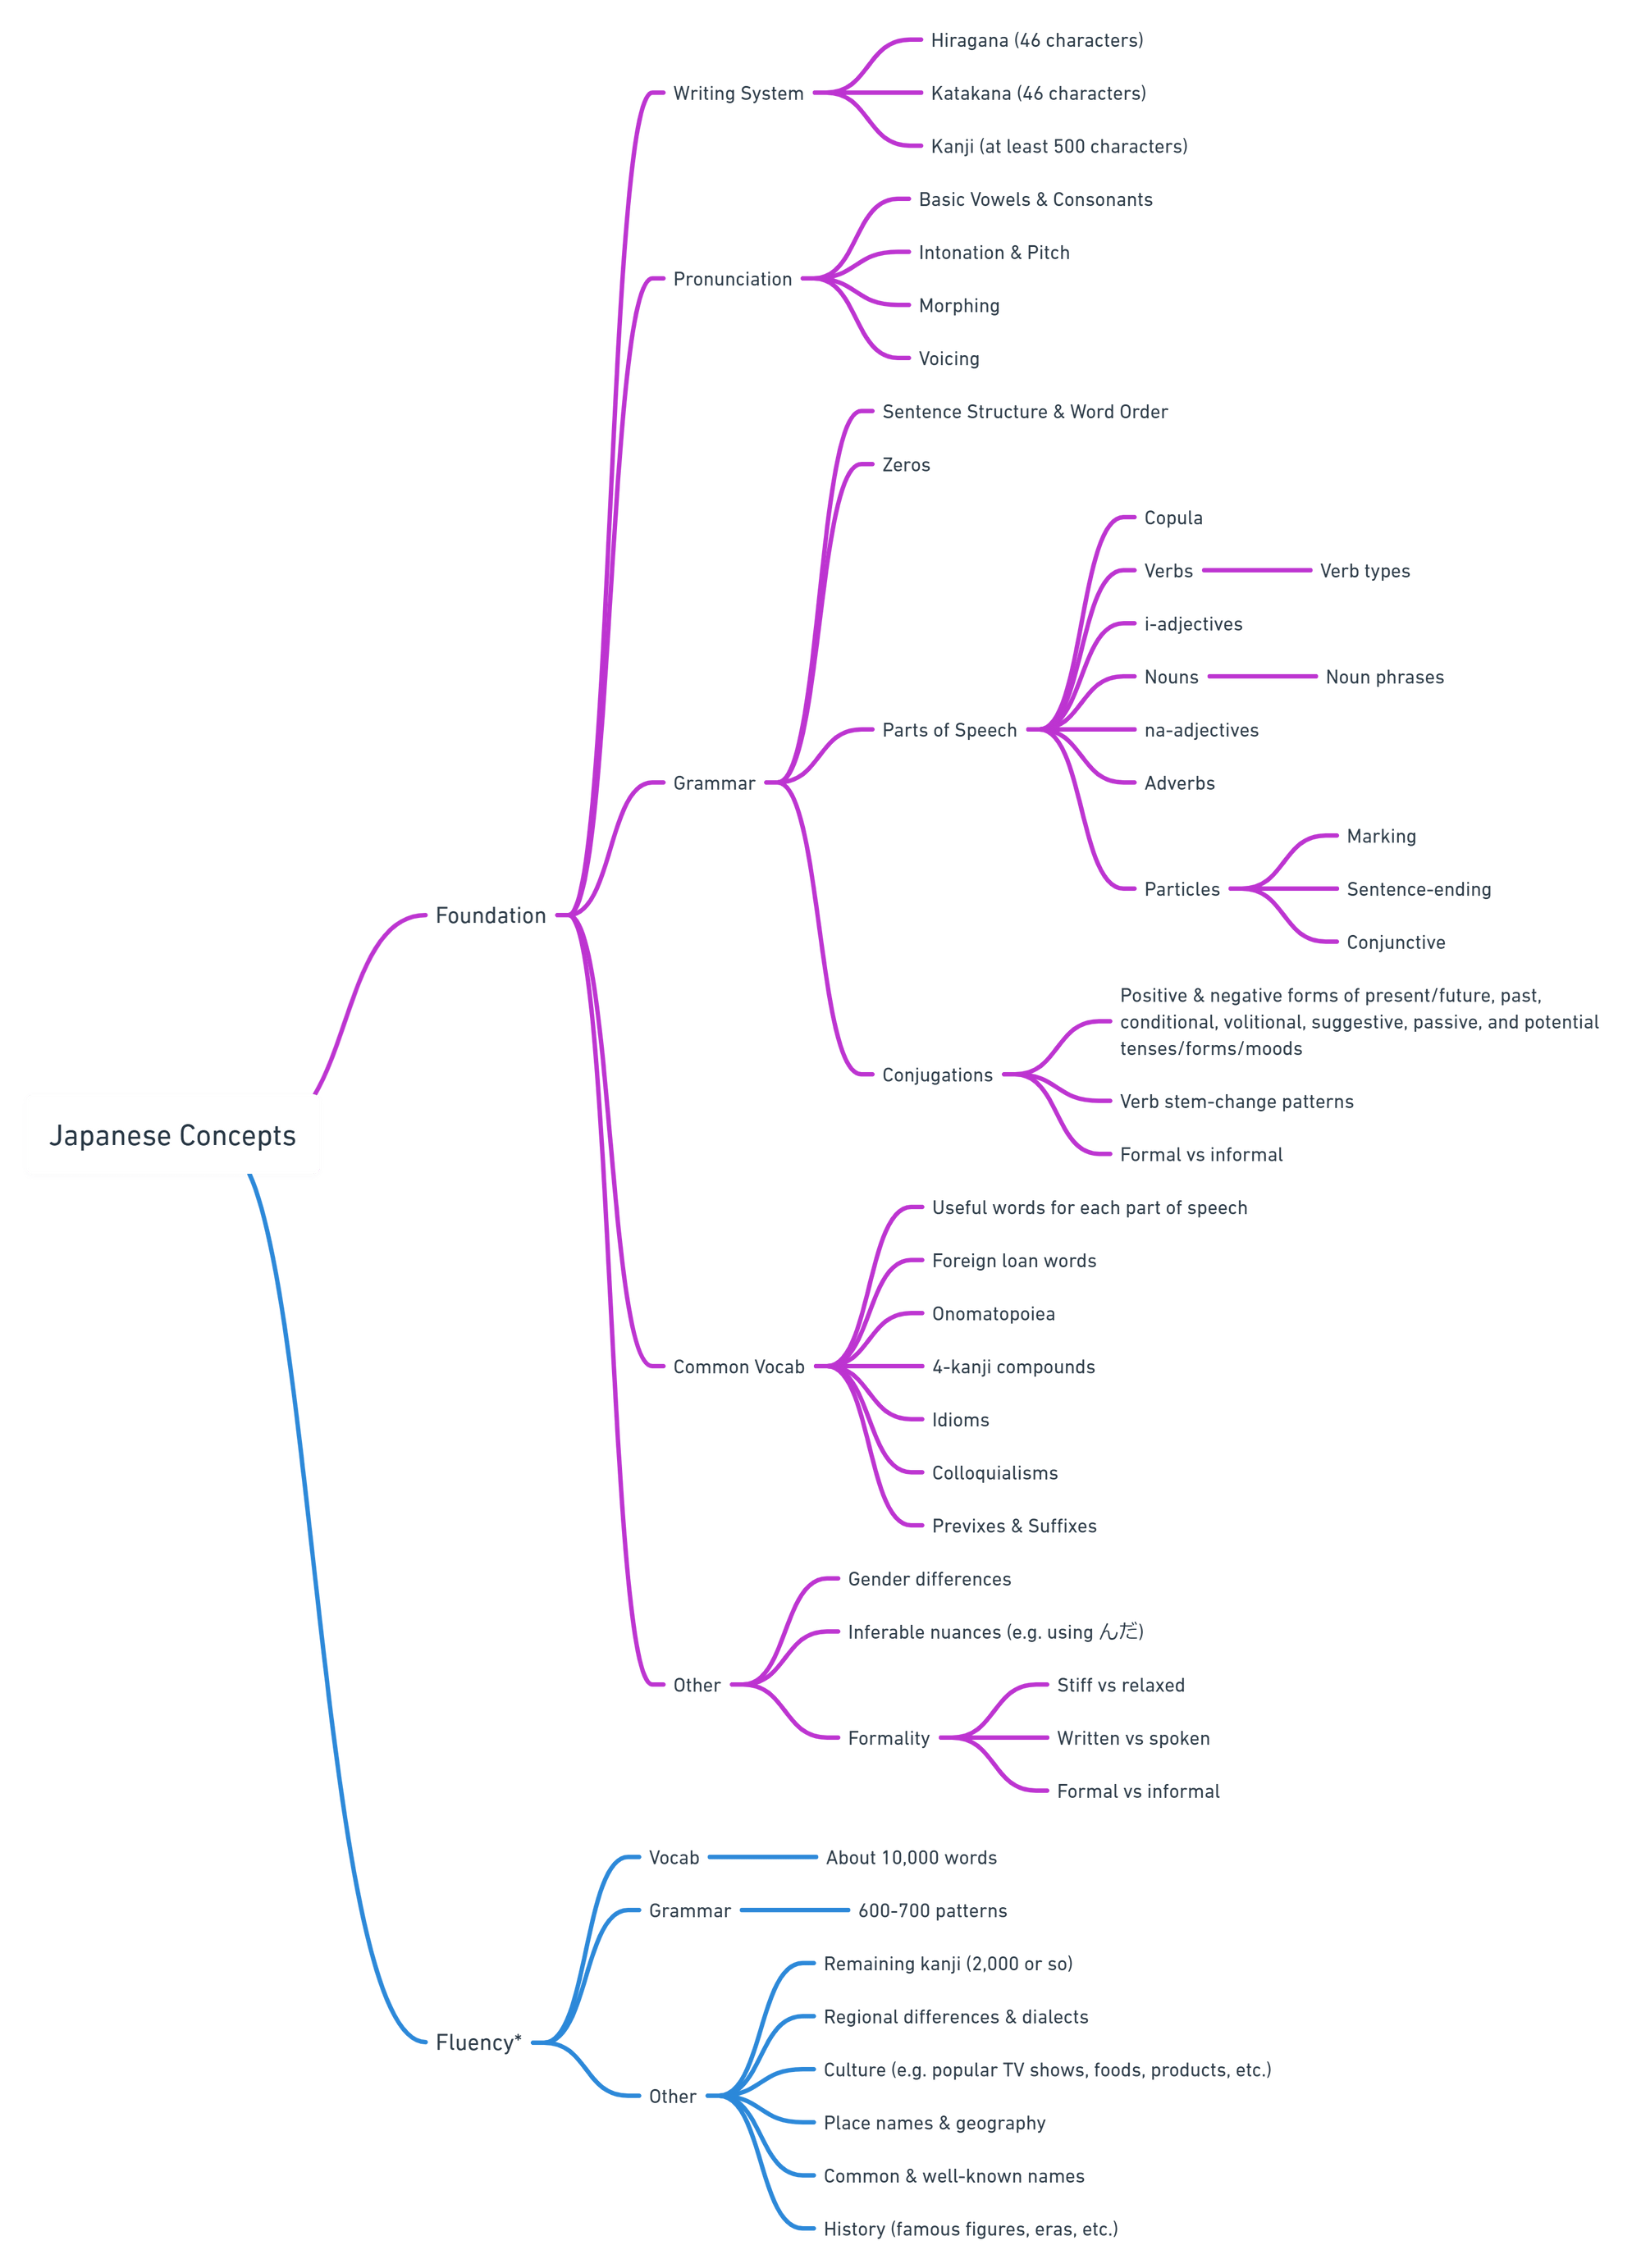 Hiragana (46 characters)
Writing System
Katakana (46 characters)
Kanji (at least 500 characters)
Basic Vowels & Consonants
Intonation & Pitch
Pronunciation
Morphing
Voicing
Sentence Structure & Word Order
Zeros
Copula
Verbs
Verb types
i-adjectives
Nouns
Noun phrases
Parts of Speech
na-adjectives
Grammar
Adverbs
Marking
Particles
Sentence-ending
Foundation
Conjunctive
Positive & negative forms of present/future, past,
conditional, volitional, suggestive, passive, and potential
tenses/forms/moods
Conjugations
Verb stem-change patterns
Japanese Concepts
Formal vs informal
Useful words for each part of speech
Foreign loan words
Onomatopoeia
Common Vocab
4-kanji compounds
Idioms
Colloquialisms
Previxes & Suffixes
Gender differences
Inferable nuances (e.g. using んだ)
Other
Stiff vs relaxed
Formality
Written vs spoken
Formal vs informal
Vocab
About 10,000 words
Grammar
600-700 patterns
Remaining kanji (2,000 or so)
Regional differences & dialects
Fluency*
Culture (e.g. popular TV shows, foods, products, etc.)
Other
Place names & geography
Common & well-known names
History (famous figures, eras, etc.)